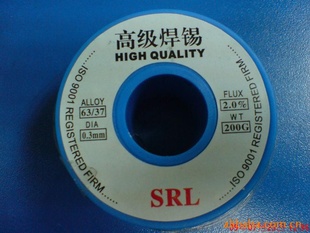 高级焊锡
HIGH QUALITY
ISO 9001 REGISTERED FIRM
ALLOY
63/37
DIA
0.3mm
FLUX
2.0%
WT
200G
ISO 9001 REGISTERED FIRM
SRL